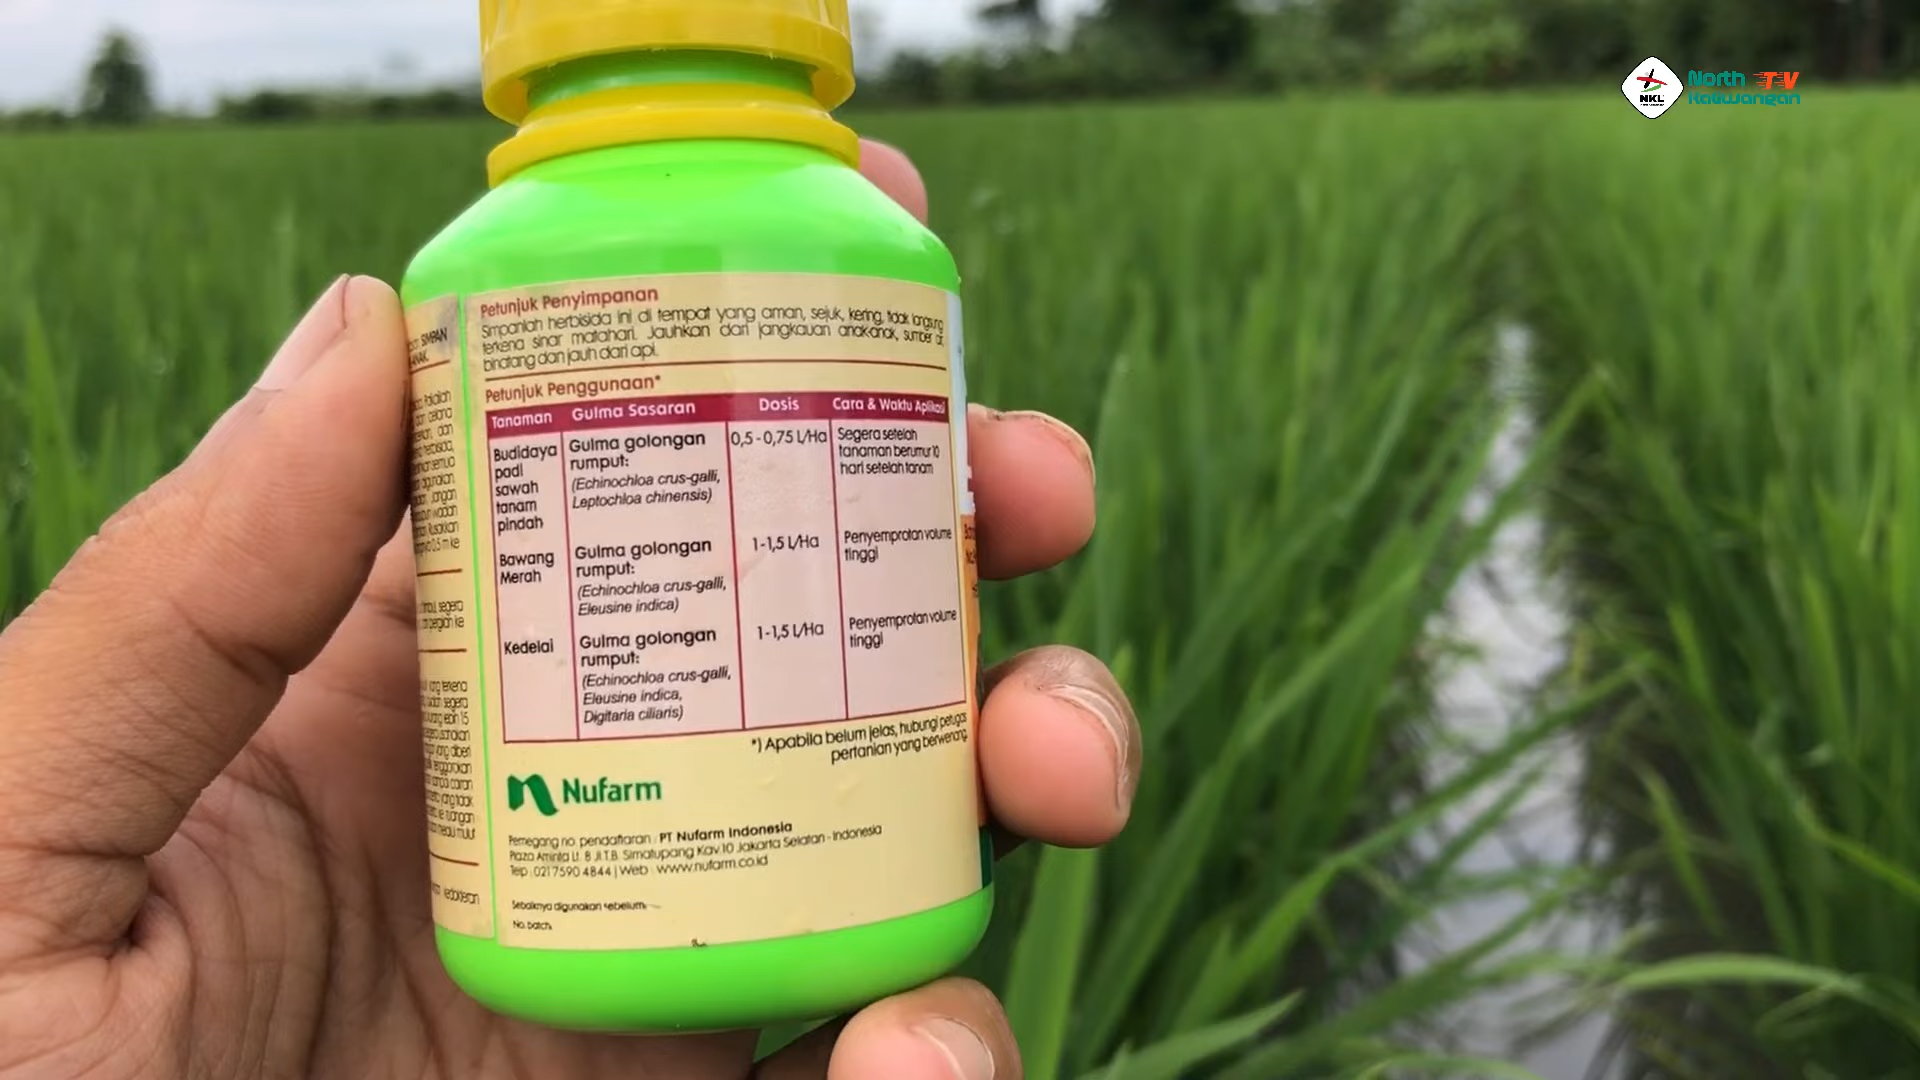 North TV
Kaliwangan
NKL
SIMPAN
Petunjuk Penyimpanan
Simpanlah herbisida ini di tempat yang aman, sejuk, kering, tidak langsung
terkena sinar matahari. Jauhkan dari jangkauan anak-anak, sumber air,
binatang dan jauh dari api.
Petunjuk Penggunaan*
Tanaman Gulma Sasaran Dosis Cara & Waktu Aplikasi
Budidaya
padi
sawah
tanam
pindah
Gulma golongan
rumput:
(Echinochloa crus-galli,
Leptochloa chinensis)
0,5 - 0,75 L/Ha
Segera setelah
tanaman berumur 10
hari setelah tanam
Bawang
Merah
Gulma golongan
rumput:
(Echinochloa crus-galli,
Eleusine indica)
1-1,5 L/Ha
Penyemprotan volume
tinggi
Kedelai
Gulma golongan
rumput:
(Echinochloa crus-galli,
Eleusine indica,
Digitaria ciliaris)
1-1,5 L/Ha
Penyemprotan volume
tinggi
*) Apabila belum jelas, hubungi petugas
pertanian yang berwenang.
Nufarm
Pemegang no. pendaftaran : PT Nufarm Indonesia
Plaza Aminta Lt. 8 Jl.T.B. Simatupang Kav.10 Jakarta Selatan - Indonesia
Telp : 021 7590 4844 | Web : www.nufarm.co.id
Sebaiknya digunakan sebelum:
No. batch: